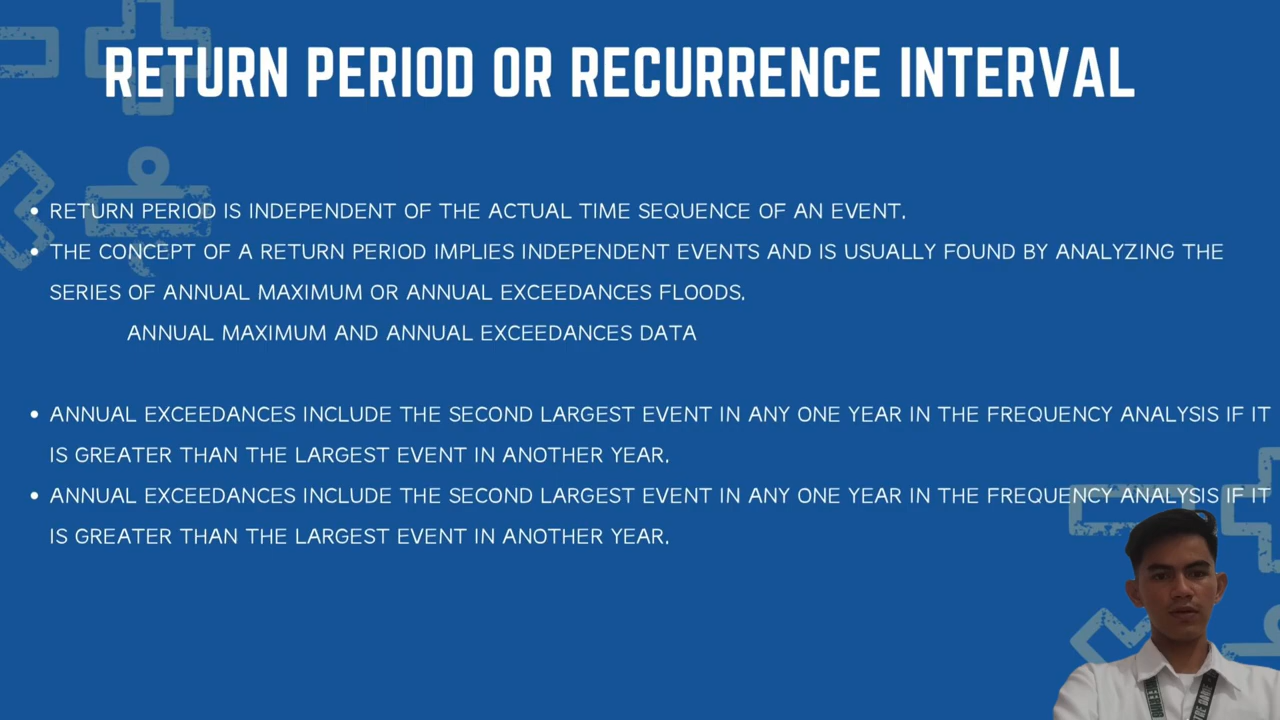 RETURN PERIOD OR RECURRENCE INTERVAL
• RETURN PERIOD IS INDEPENDENT OF THE ACTUAL TIME SEQUENCE OF AN EVENT.
• THE CONCEPT OF A RETURN PERIOD IMPLIES INDEPENDENT EVENTS AND IS USUALLY FOUND BY ANALYZING THE
SERIES OF ANNUAL MAXIMUM OR ANNUAL EXCEEDANCES FLOODS.
ANNUAL MAXIMUM AND ANNUAL EXCEEDANCES DATA
• ANNUAL EXCEEDANCES INCLUDE THE SECOND LARGEST EVENT IN ANY ONE YEAR IN THE FREQUENCY ANALYSIS IF IT
IS GREATER THAN THE LARGEST EVENT IN ANOTHER YEAR.
• ANNUAL EXCEEDANCES INCLUDE THE SECOND LARGEST EVENT IN ANY ONE YEAR IN THE FREQUENCY ANALYSIS IF IT
IS GREATER THAN THE LARGEST EVENT IN ANOTHER YEAR.